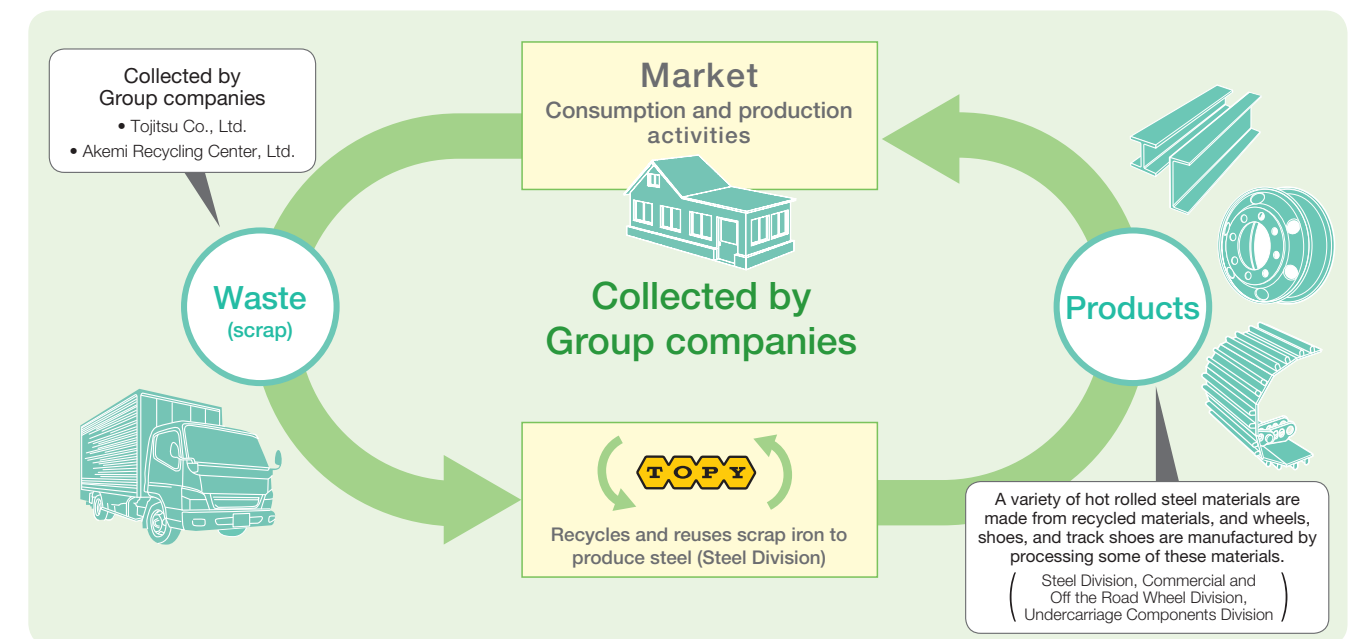 Collected by
Group companies
• Tojitsu Co., Ltd.
• Akemi Recycling Center, Ltd.
Market
Consumption and production
activities
Waste
(scrap)
Collected by
Group companies
Products
TOPY
Recycles and reuses scrap iron to
produce steel (Steel Division)
A variety of hot rolled steel materials are
made from recycled materials, and wheels,
shoes, and track shoes are manufactured by
processing some of these materials.
( Steel Division, Commercial and
Off the Road Wheel Division,
Undercarriage Components Division )